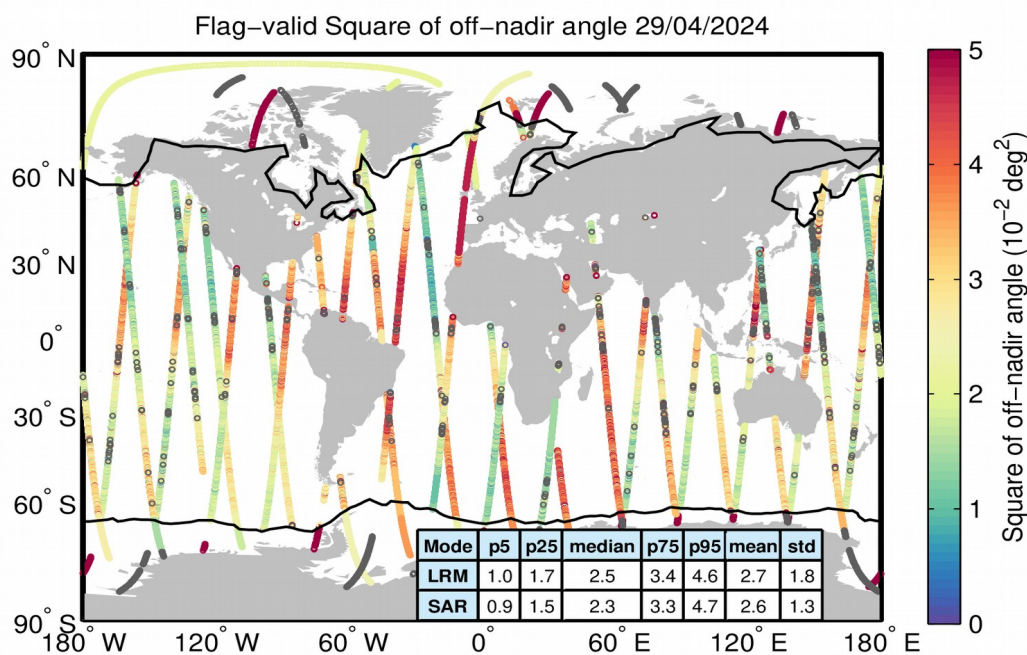 Flag−valid Square of off−nadir angle 29/04/2024
90° N
60° N
30° N
0°
30° S
60° S
90° S
180° W
120° W
60° W
0°
60° E
120° E
180° E
Mode p5 p25 median p75 p95 mean std
LRM 1.0 1.7 2.5 3.4 4.6 2.7 1.8
SAR 0.9 1.5 2.3 3.3 4.7 2.6 1.3
5
4
3
2
1
0
Square of off−nadir angle (10⁻² deg²)